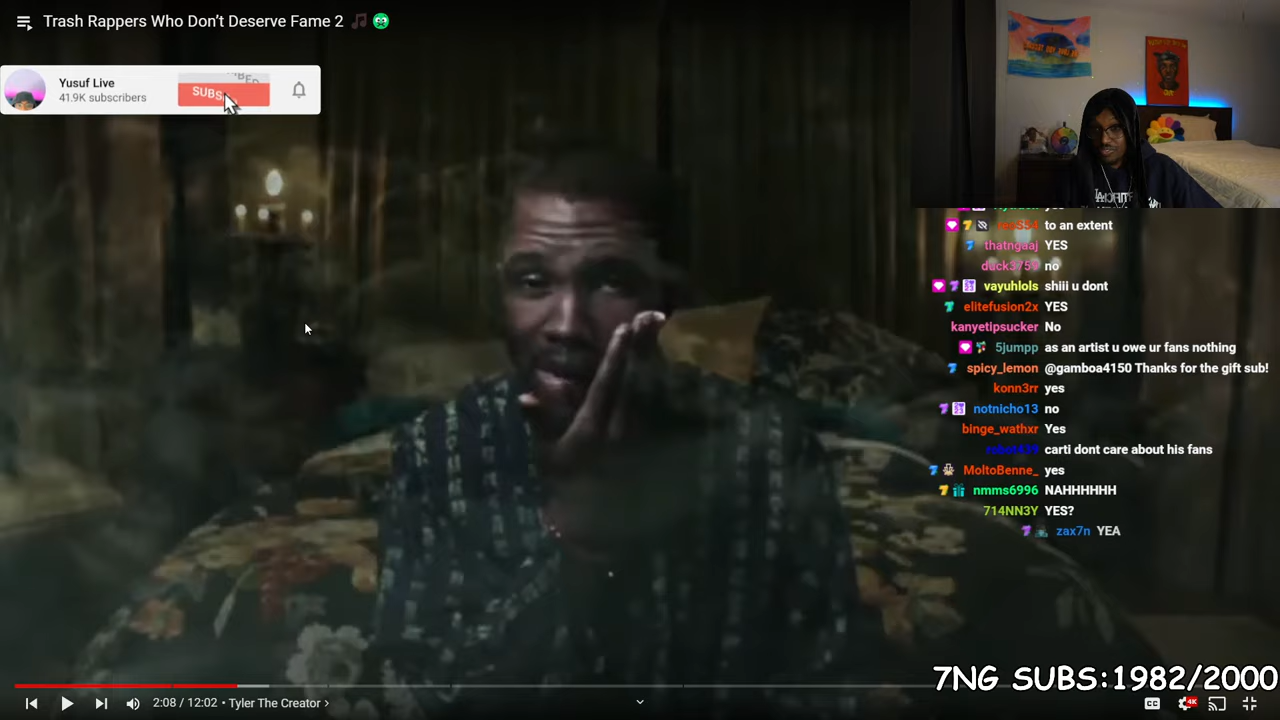 Trash Rappers Who Don't Deserve Fame 2
Yusuf Live
41.9K subscribers
SUBS
to an extent
thatngaaj YES
duck3759 no
vayuhlols shiii u dont
elitefusion2x YES
kanyetipsucker No
5jumpp as an artist u owe ur fans nothing
spicy_lemon @gamboa4150 Thanks for the gift sub!
konn3rr yes
notnicho13 no
binge_wathxr Yes
carti dont care about his fans
MoltoBenne_ yes
nmms6996 NAHHHHHH
714NN3Y YES?
zax7n YEA
7NG SUBS:1982/2000
2:08 / 12:02 • Tyler The Creator
CC
4K